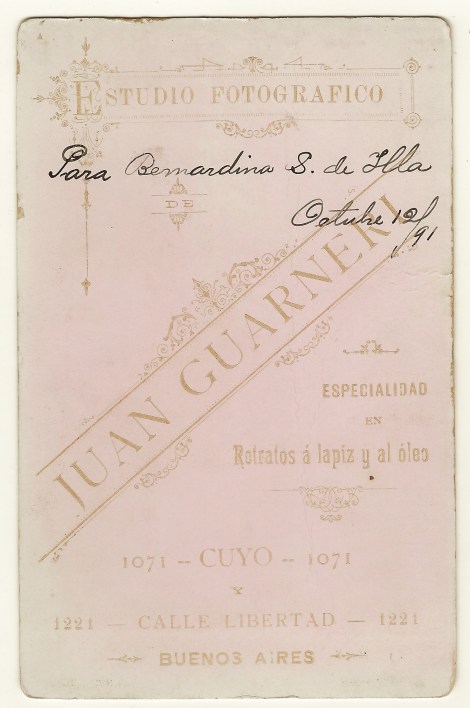 ESTUDIO FOTOGRAFICO
Para Bernardina S. de Illa
DE
Octubre 12/91
JUAN GUARNERI
ESPECIALIDAD
EN
Retratos á lapiz y al óleo
1071 -- CUYO -- 1071
Y
1221 — CALLE LIBERTAD — 1221
BUENOS AIRES